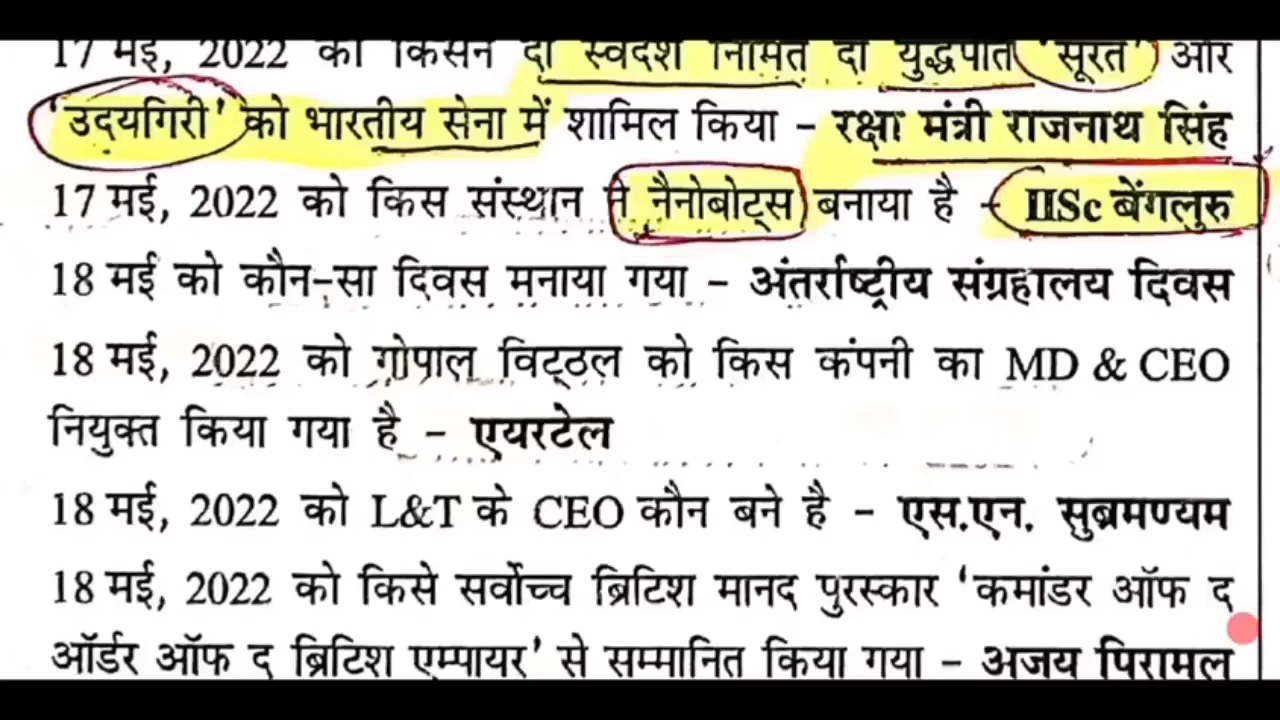 17 मई, 2022 को किसने दो स्वदेश निर्मित दो युद्धपोत 'सूरत' और
'उदयगिरी' को भारतीय सेना में शामिल किया – रक्षा मंत्री राजनाथ सिंह
17 मई, 2022 को किस संस्थान ने नैनोबोट्स बनाया है – IISc बेंगलुरु
18 मई को कौन-सा दिवस मनाया गया – अंतर्राष्ट्रीय संग्रहालय दिवस
18 मई, 2022 को गोपाल विट्ठल को किस कंपनी का MD & CEO
नियुक्त किया गया है – एयरटेल
18 मई, 2022 को L&T के CEO कौन बने है – एस.एन. सुब्रमण्यम
18 मई, 2022 को किसे सर्वोच्च ब्रिटिश मानद पुरस्कार 'कमांडर ऑफ द
ऑर्डर ऑफ द ब्रिटिश एम्पायर' से सम्मानित किया गया – अजय पिरामल